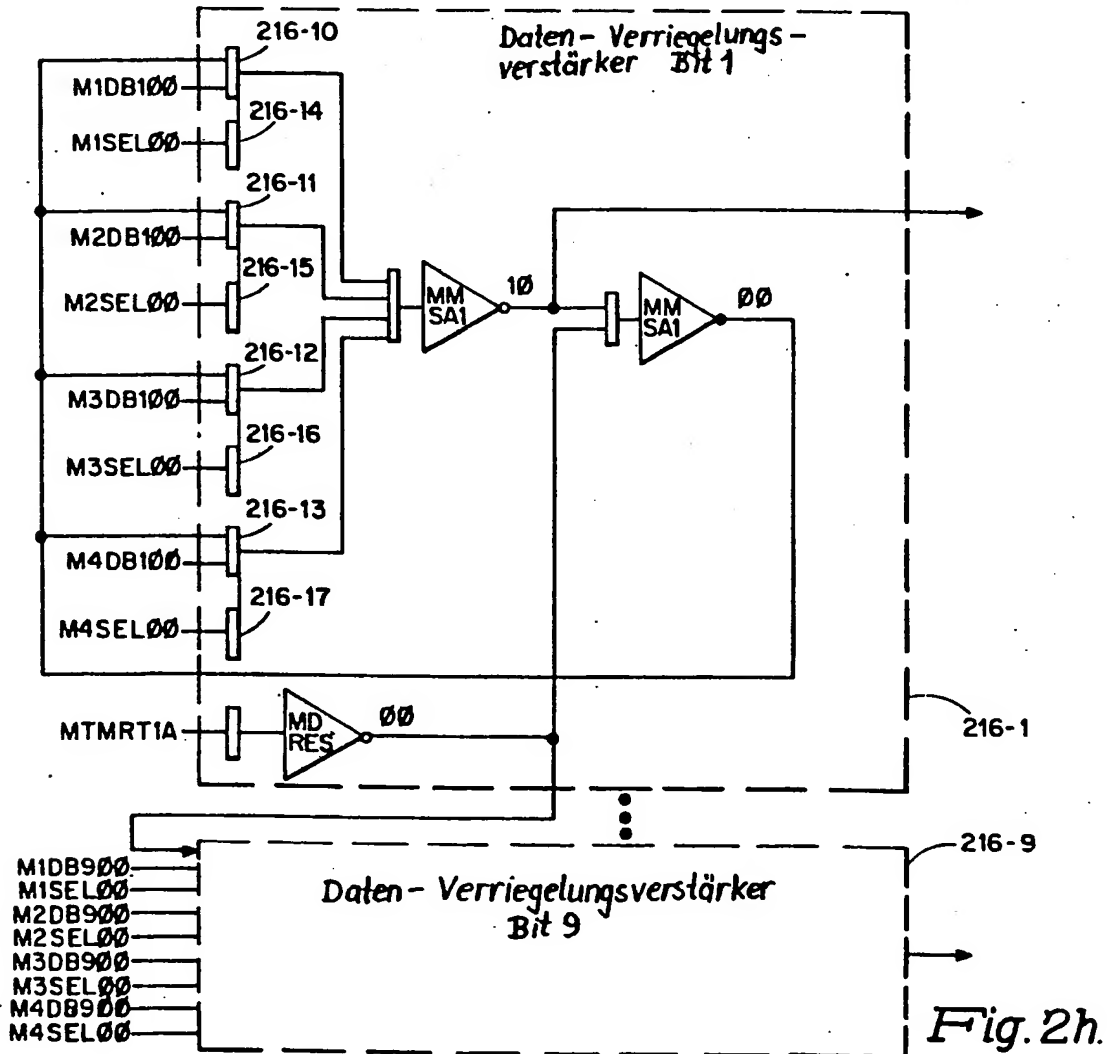 216-10
Daten-Verriegelungs-
verstärker Bit 1
M1DB100
216-14
M1SEL00
216-11
M2DB100
216-15
M2SEL00
MM
SA1
10
MM
SA1
00
216-12
M3DB100
216-16
M3SEL00
216-13
M4DB100
216-17
M4SEL00
MTMRT1A
MD
RES
00
216-1
216-9
M1DB900
M1SEL00
M2DB900
M2SEL00
M3DB900
M3SEL00
M4DB900
M4SEL00
Daten-Verriegelungsverstärker
Bit 9
Fig. 2h.